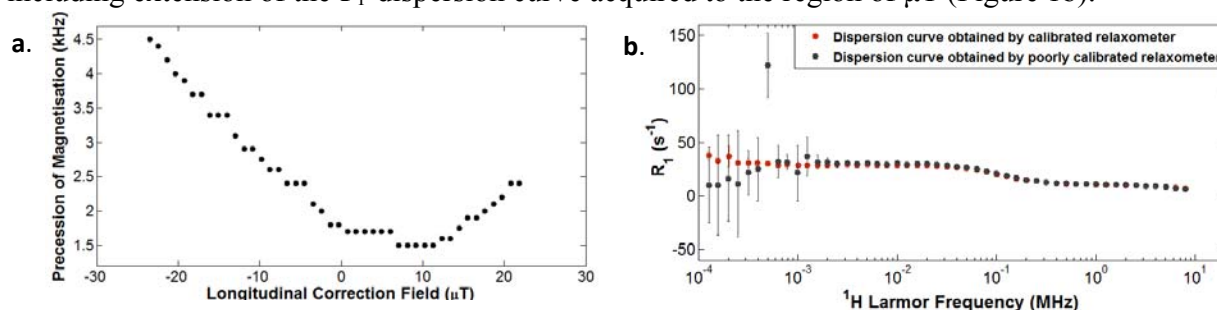 including extension of the R₁ dispersion curve acquired to the region of μT (Figure 1b).
a.
Precession of Magnetisation (kHz)
4.5
4
3.5
3
2.5
2
1.5
-30 -20 -10 0 10 20 30
Longitudinal Correction Field (μT)
b.
Dispersion curve obtained by calibrated relaxometer
Dispersion curve obtained by poorly calibrated relaxometer
R₁ (s⁻¹)
150
100
50
0
-50
10⁻⁴ 10⁻³ 10⁻² 10⁻¹ 10⁰ 10¹
¹H Larmor Frequency (MHz)